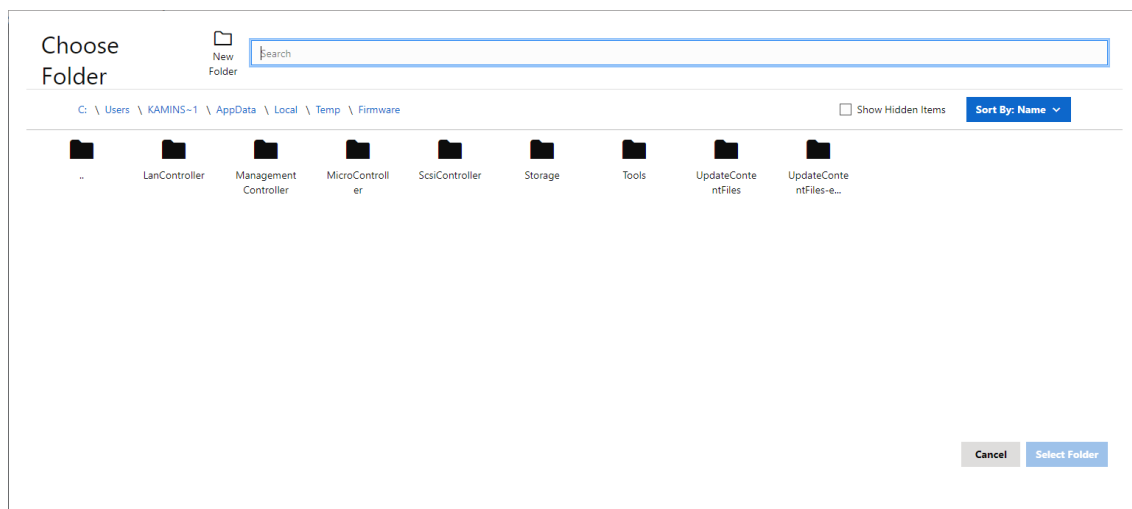 Choose
Folder
New
Folder
Search
C: \ Users \ KAMINS~1 \ AppData \ Local \ Temp \ Firmware
Show Hidden Items
Sort By: Name
..
LanController
Management
Controller
MicroControll
er
ScsiController
Storage
Tools
UpdateConte
ntFiles
UpdateConte
ntFiles-e...
Cancel
Select Folder